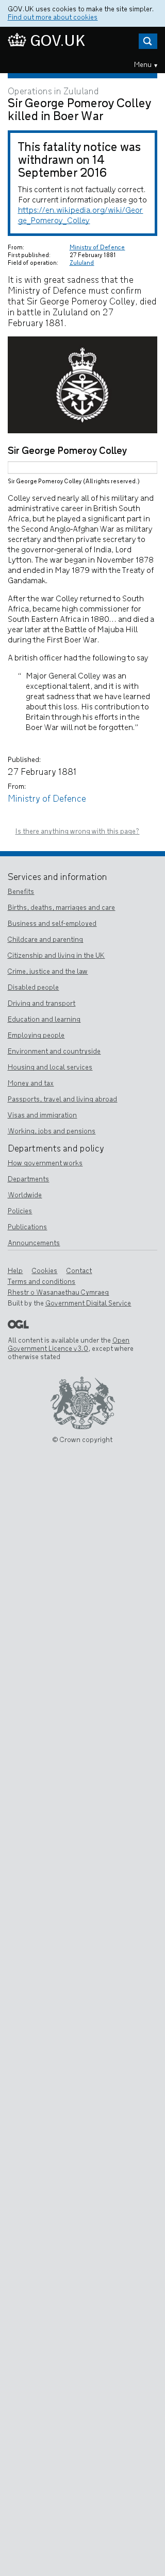 GOV.UK uses cookies to make the site simpler.
Find out more about cookies
GOV.UK
Menu ▼
Operations in Zululand
Sir George Pomeroy Colley
killed in Boer War
This fatality notice was
withdrawn on 14
September 2016
This content is not factually correct.
For current information please go to
https://en.wikipedia.org/wiki/Geor
ge_Pomeroy_Colley
From: Ministry of Defence
First published: 27 February 1881
Field of operation: Zululand
It is with great sadness that the
Ministry of Defence must confirm
that Sir George Pomeroy Colley, died
in battle in Zululand on 27
February 1881.
Sir George Pomeroy Colley
Sir George Pomeroy Colley (All rights reserved.)
Colley served nearly all of his military and
administrative career in British South
Africa, but he played a significant part in
the Second Anglo-Afghan War as military
secretary and then private secretary to
the governor-general of India, Lord
Lytton. The war began in November 1878
and ended in May 1879 with the Treaty of
Gandamak.
After the war Colley returned to South
Africa, became high commissioner for
South Eastern Africa in 1880... and died a
year later at the Battle of Majuba Hill
during the First Boer War.
A british officer had the following to say
“ Major General Colley was an
exceptional talent, and it is with
great sadness that we have learned
about this loss. His contribution to
Britain through his efforts in the
Boer War will not be forgotten.”
Published:
27 February 1881
From:
Ministry of Defence
Is there anything wrong with this page?
Services and information
Benefits
Births, deaths, marriages and care
Business and self-employed
Childcare and parenting
Citizenship and living in the UK
Crime, justice and the law
Disabled people
Driving and transport
Education and learning
Employing people
Environment and countryside
Housing and local services
Money and tax
Passports, travel and living abroad
Visas and immigration
Working, jobs and pensions
Departments and policy
How government works
Departments
Worldwide
Policies
Publications
Announcements
Help Cookies Contact
Terms and conditions
Rhestr o Wasanaethau Cymraeg
Built by the Government Digital Service
OGL
All content is available under the Open
Government Licence v3.0, except where
otherwise stated
© Crown copyright